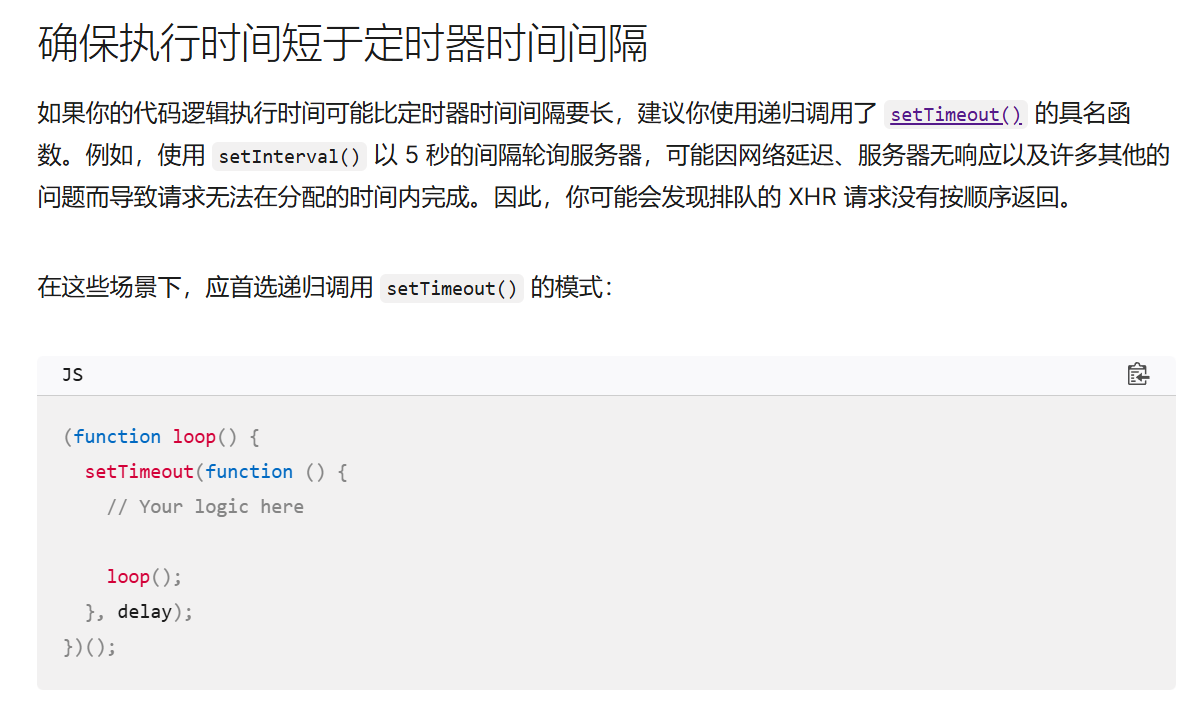 确保执行时间短于定时器时间间隔
如果你的代码逻辑执行时间可能比定时器时间间隔要长，建议你使用递归调用了 setTimeout() 的具名函
数。例如，使用 setInterval() 以 5 秒的间隔轮询服务器，可能因网络延迟、服务器无响应以及许多其他的
问题而导致请求无法在分配的时间内完成。因此，你可能会发现排队的 XHR 请求没有按顺序返回。
在这些场景下，应首选递归调用 setTimeout() 的模式：
JS
(function loop() {
  setTimeout(function () {
    // Your logic here
    loop();
  }, delay);
})();